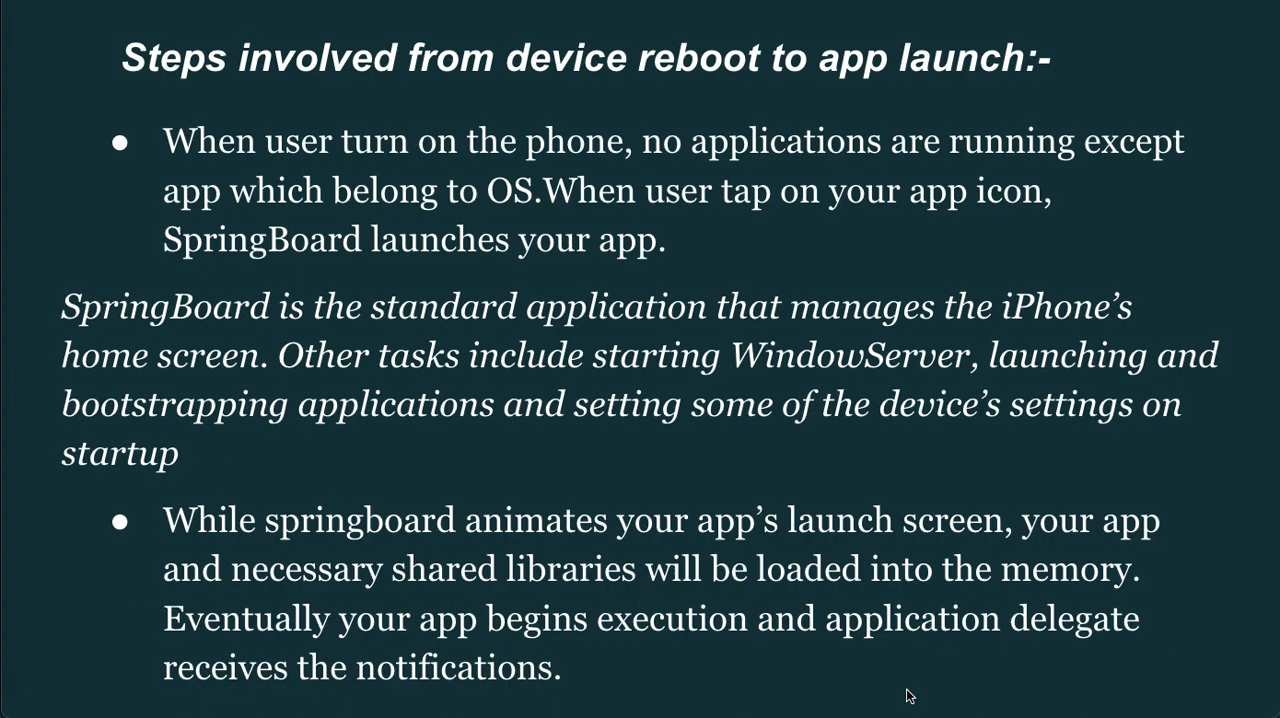 Steps involved from device reboot to app launch:-
● When user turn on the phone, no applications are running except
app which belong to OS.When user tap on your app icon,
SpringBoard launches your app.
SpringBoard is the standard application that manages the iPhone’s
home screen. Other tasks include starting WindowServer, launching and
bootstrapping applications and setting some of the device’s settings on
startup
● While springboard animates your app’s launch screen, your app
and necessary shared libraries will be loaded into the memory.
Eventually your app begins execution and application delegate
receives the notifications.